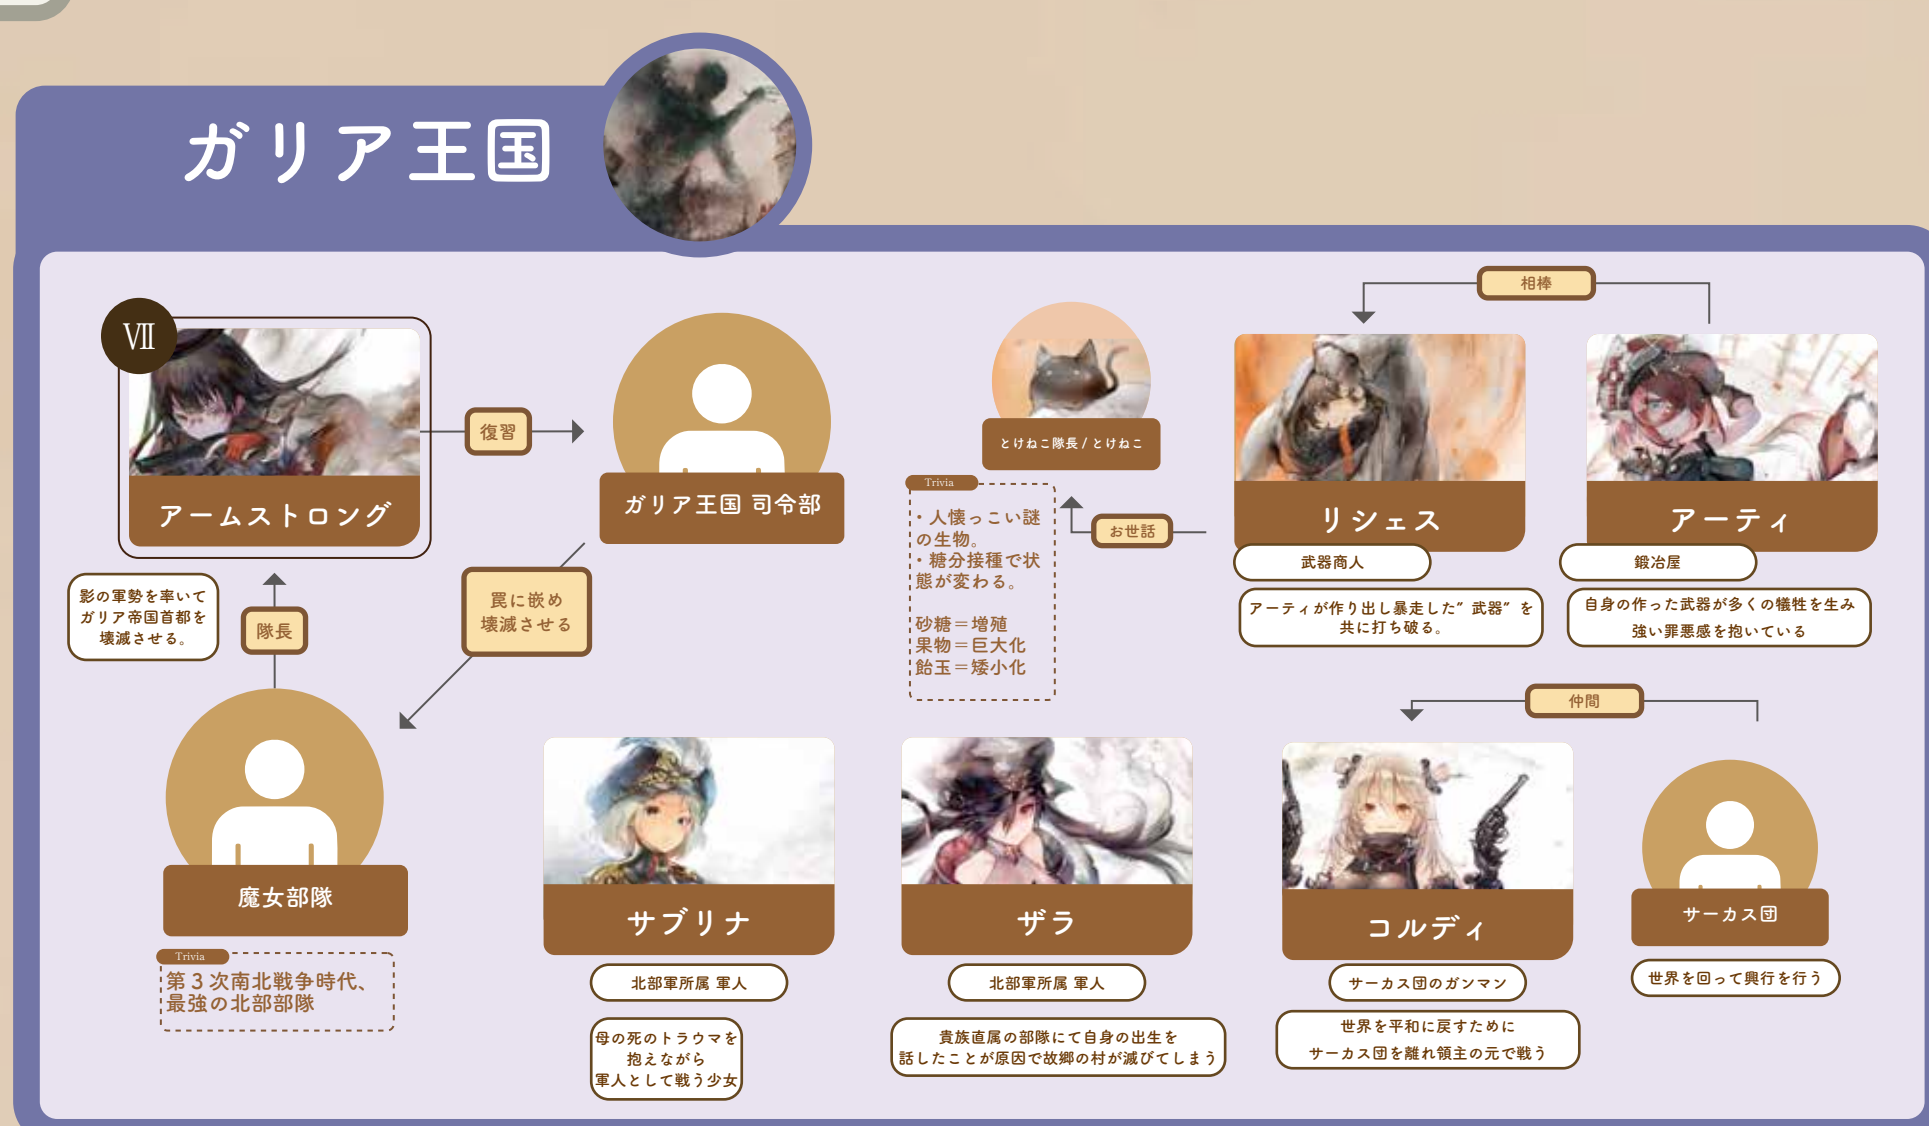 ガリア王国
相棒
Ⅶ
復習
とけねこ隊長 / とけねこ
アームストロング
ガリア王国 司令部
Trivia
・人懐っこい謎
の生物。
・糖分接種で状
態が変わる。
砂糖＝増殖
果物＝巨大化
飴玉＝矮小化
お世話
リシェス
武器商人
アーティが作り出し暴走した”武器”を
共に打ち破る。
アーティ
鍛冶屋
自身の作った武器が多くの犠牲を生み
強い罪悪感を抱いている
影の軍勢を率いて
ガリア帝国首都を
壊滅させる。
隊長
罠に嵌め
壊滅させる
仲間
魔女部隊
Trivia
第３次南北戦争時代、
最強の北部部隊
サブリナ
北部軍所属 軍人
母の死のトラウマを
抱えながら
軍人として戦う少女
ザラ
北部軍所属 軍人
貴族直属の部隊にて自身の出生を
話したことが原因で故郷の村が滅びてしまう
コルディ
サーカス団のガンマン
世界を平和に戻すために
サーカス団を離れ領主の元で戦う
サーカス団
世界を回って興行を行う